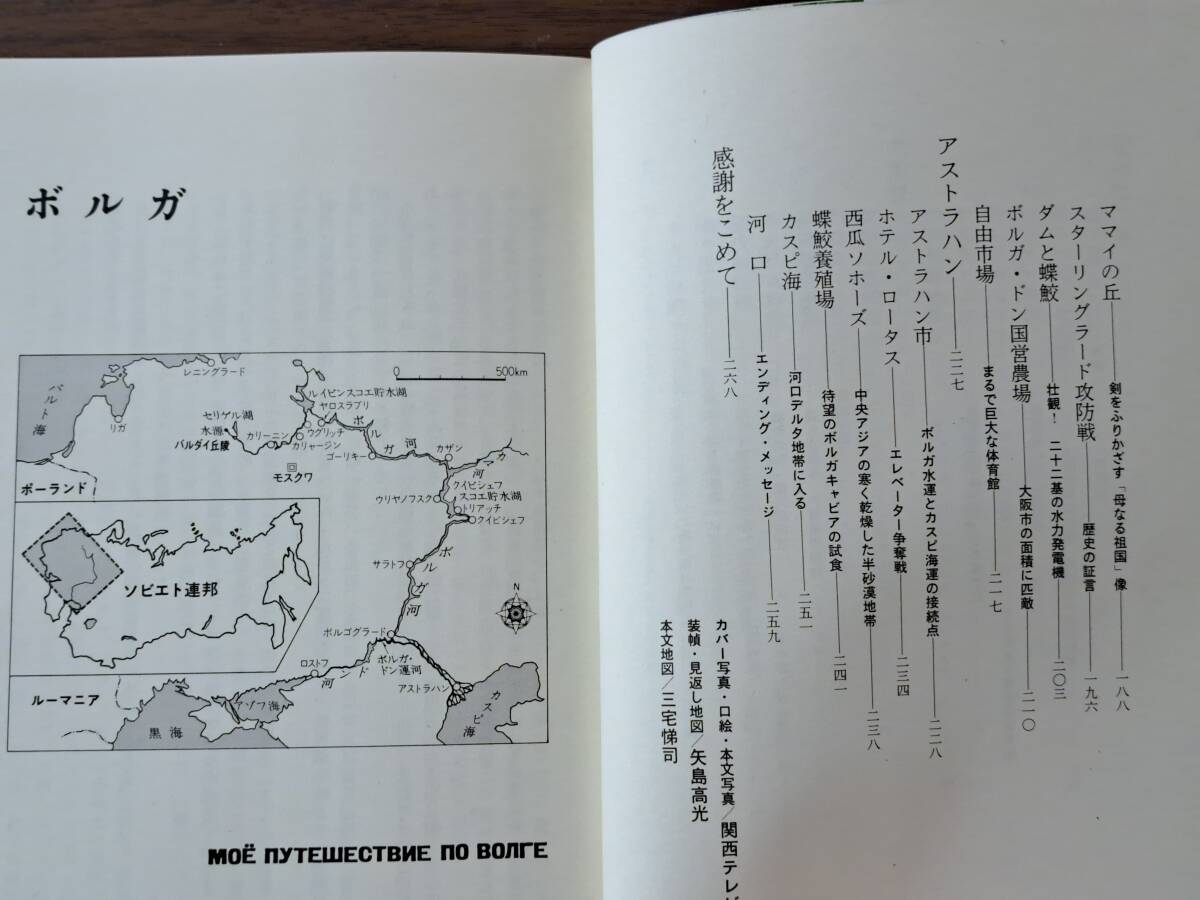 ママイの丘――剣をふりかざす「母なる祖国」像――一八八
スターリングラード攻防戦――歴史の証言――一九六
ダムと蝶鮫――壮観! 二十二基の水力発電機――二〇三
ボルガ・ドン国営農場――大阪市の面積に匹敵――二一〇
自由市場――まるで巨大な体育館――二一七
アストラハン――二二七
アストラハン市――ボルガ水運とカスピ海運の接続点――二二八
ホテル・ロータス――エレベーター争奪戦――二三四
西瓜ソホーズ――中央アジアの寒く乾燥した半砂漠地帯――二三八
蝶鮫養殖場――待望のボルガキャビアの試食――二四一
カスピ海――河口デルタ地帯に入る――二五一
河口――エンディング・メッセージ――二五九
感謝をこめて――二六八
カバー写真・口絵・本文写真/関西テレビ
装幀・見返し地図/矢島高光
本文地図/三宅悌司
ボルガ
レニングラード
0 500km
バルト海
リガ
ルイビンスコエ貯水湖
ヤロスラブリ
セリゲル湖
水源
バルダイ丘陵
カリーニン
ウグリッチ
カリャージン
ボルガ河
ゴーリキー
カザン
カマ河
モスクワ
ポーランド
クイビシェフスコエ貯水湖
ウリヤノフスク
トリアッチ
クイビシェフ
ソビエト連邦
サラトフ
ボルガ河
N
ボルゴグラード
ロストフ
ドン河
ボルガ・ドン運河
アストラハン
ルーマニア
アゾフ海
黒海
カスピ海
МОЁ ПУТЕШЕСТВИЕ ПО ВОЛГЕ